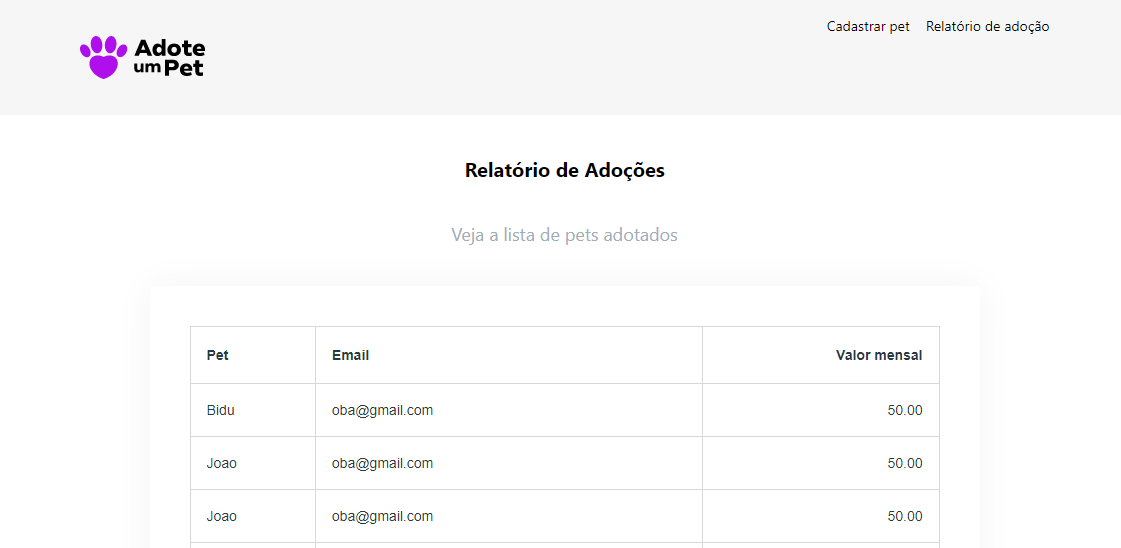 Adote
um Pet
Cadastrar pet Relatório de adoção
Relatório de Adoções
Veja a lista de pets adotados
Pet Email Valor mensal
Bidu oba@gmail.com 50.00
Joao oba@gmail.com 50.00
Joao oba@gmail.com 50.00